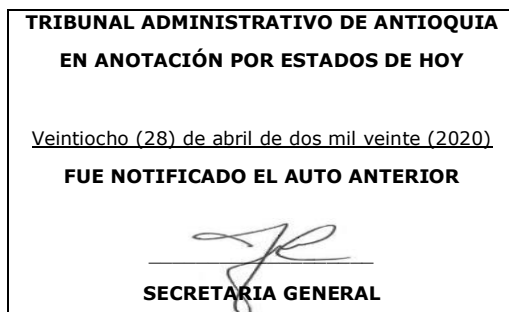 TRIBUNAL ADMINISTRATIVO DE ANTIOQUIA
EN ANOTACIÓN POR ESTADOS DE HOY
Veintiocho (28) de abril de dos mil veinte (2020)
FUE NOTIFICADO EL AUTO ANTERIOR
SECRETARIA GENERAL